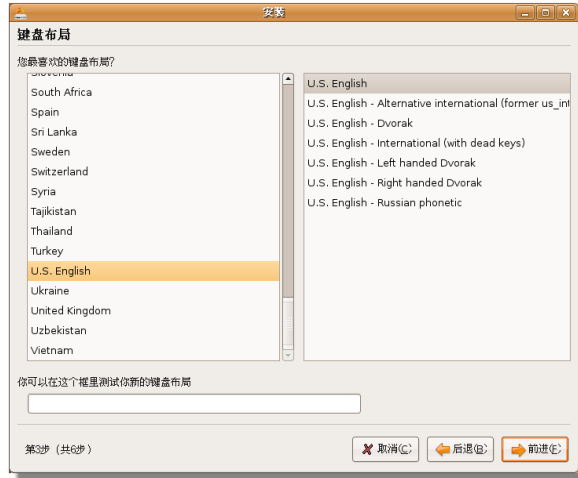 安装
键盘布局
您最喜欢的键盘布局?
Slovenia
South Africa
Spain
Sri Lanka
Sweden
Switzerland
Syria
Tajikistan
Thailand
Turkey
U.S. English
Ukraine
United Kingdom
Uzbekistan
Vietnam
U.S. English
U.S. English - Alternative international (former us_int
U.S. English - Dvorak
U.S. English - International (with dead keys)
U.S. English - Left handed Dvorak
U.S. English - Right handed Dvorak
U.S. English - Russian phonetic
你可以在这个框里测试你新的键盘布局
第3步 (共6步)
取消(C)
后退(B)
前进(F)